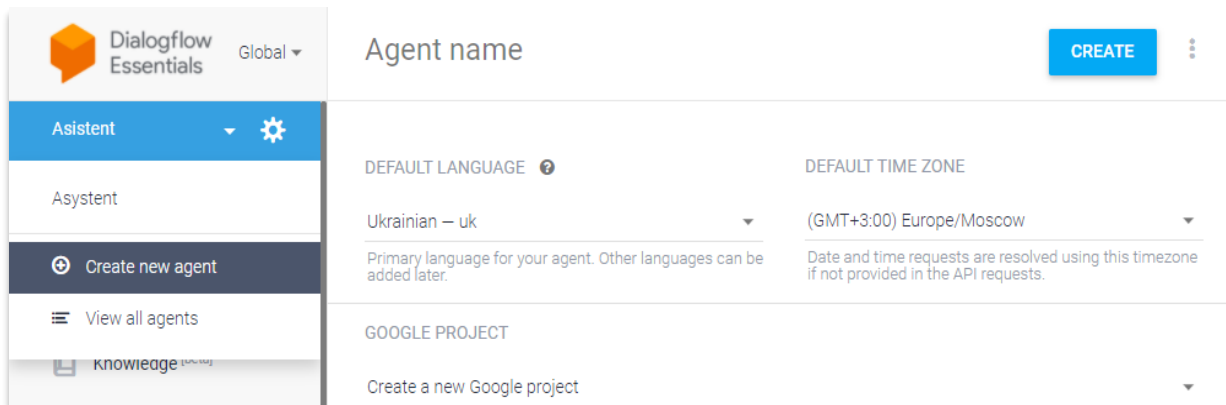 Dialogflow
Essentials
Global
Agent name
CREATE
Asistent
Asystent
Create new agent
View all agents
Knowledge [beta]
DEFAULT LANGUAGE
Ukrainian — uk
Primary language for your agent. Other languages can be
added later.
DEFAULT TIME ZONE
(GMT+3:00) Europe/Moscow
Date and time requests are resolved using this timezone
if not provided in the API requests.
GOOGLE PROJECT
Create a new Google project